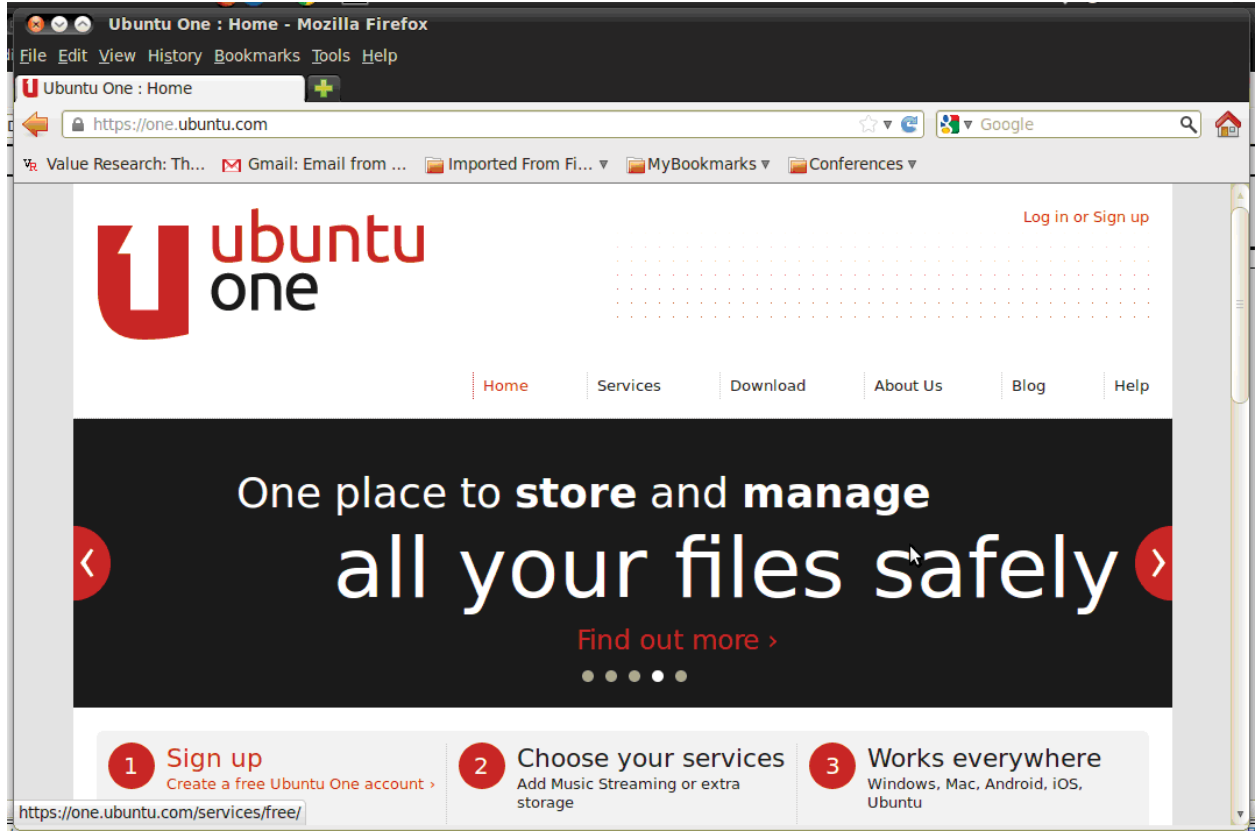 Ubuntu One : Home - Mozilla Firefox
File Edit View History Bookmarks Tools Help
Ubuntu One : Home
https://one.ubuntu.com
Google
Value Research: Th... Gmail: Email from ... Imported From Fi... MyBookmarks Conferences
Log in or Sign up
ubuntu
one
Home Services Download About Us Blog Help
One place to store and manage
all your files safely
Find out more ›
1 Sign up
Create a free Ubuntu One account ›
2 Choose your services
Add Music Streaming or extra
storage
3 Works everywhere
Windows, Mac, Android, iOS,
Ubuntu
https://one.ubuntu.com/services/free/